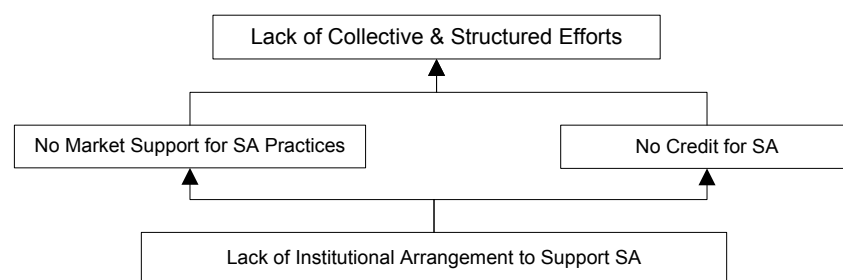 Lack of Collective & Structured Efforts
No Market Support for SA Practices
No Credit for SA
Lack of Institutional Arrangement to Support SA